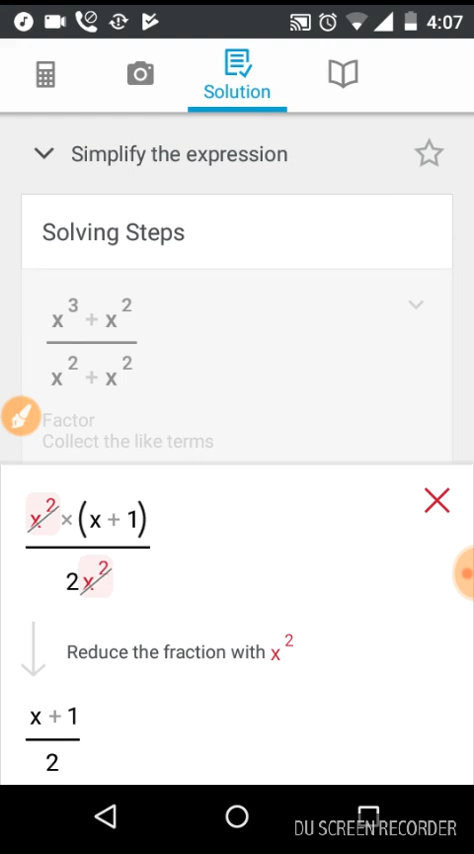 4:07
Solution
Simplify the expression
Solving Steps
x³ + x²
x² + x²
Factor
Collect the like terms
x² × (x + 1)
2x²
Reduce the fraction with x²
x + 1
2
DU SCREEN RECORDER